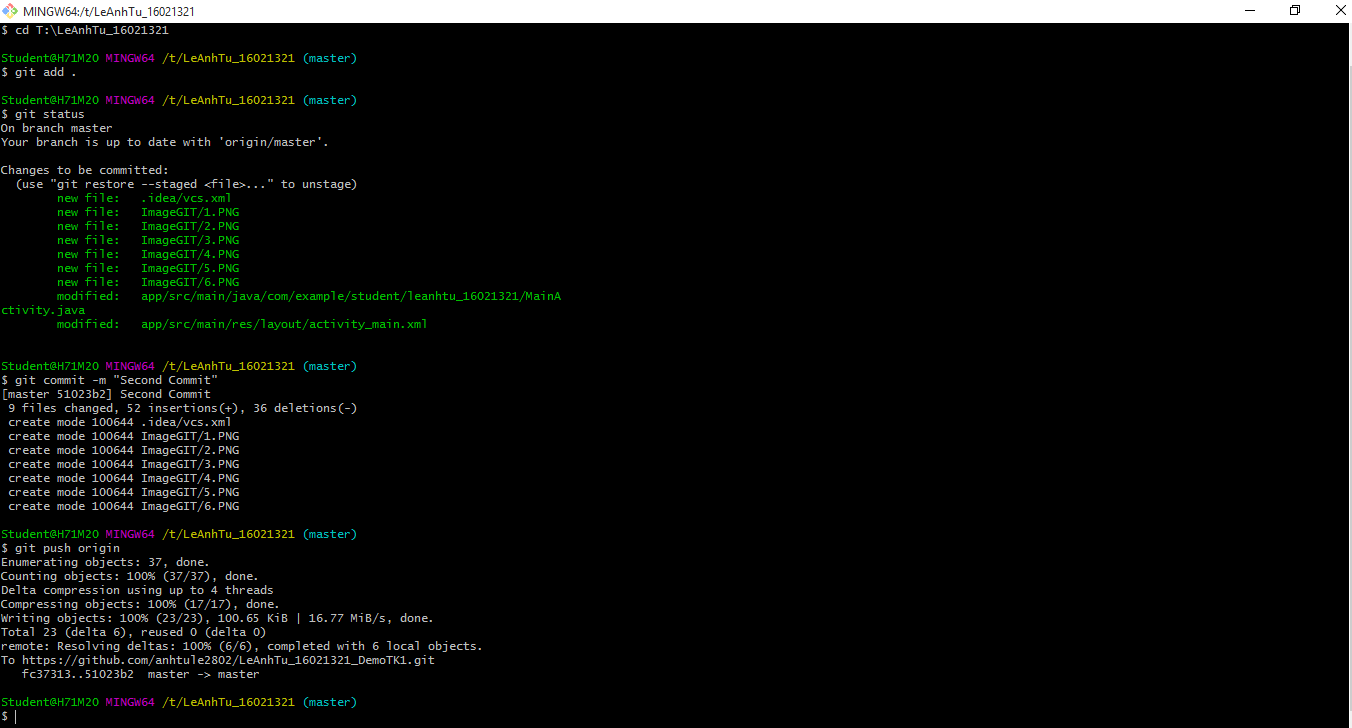 MINGW64:/t/LeAnhTu_16021321
$ cd T:\LeAnhTu_16021321
Student@H71M20 MINGW64 /t/LeAnhTu_16021321 (master)
$ git add .
Student@H71M20 MINGW64 /t/LeAnhTu_16021321 (master)
$ git status
On branch master
Your branch is up to date with 'origin/master'.
Changes to be committed:
(use "git restore --staged <file>..." to unstage)
new file: .idea/vcs.xml
new file: ImageGIT/1.PNG
new file: ImageGIT/2.PNG
new file: ImageGIT/3.PNG
new file: ImageGIT/4.PNG
new file: ImageGIT/5.PNG
new file: ImageGIT/6.PNG
modified: app/src/main/java/com/example/student/leanhtu_16021321/MainA
ctivity.java
modified: app/src/main/res/layout/activity_main.xml
Student@H71M20 MINGW64 /t/LeAnhTu_16021321 (master)
$ git commit -m "Second Commit"
[master 51023b2] Second Commit
9 files changed, 52 insertions(+), 36 deletions(-)
create mode 100644 .idea/vcs.xml
create mode 100644 ImageGIT/1.PNG
create mode 100644 ImageGIT/2.PNG
create mode 100644 ImageGIT/3.PNG
create mode 100644 ImageGIT/4.PNG
create mode 100644 ImageGIT/5.PNG
create mode 100644 ImageGIT/6.PNG
Student@H71M20 MINGW64 /t/LeAnhTu_16021321 (master)
$ git push origin
Enumerating objects: 37, done.
Counting objects: 100% (37/37), done.
Delta compression using up to 4 threads
Compressing objects: 100% (17/17), done.
Writing objects: 100% (23/23), 100.65 KiB | 16.77 MiB/s, done.
Total 23 (delta 6), reused 0 (delta 0)
remote: Resolving deltas: 100% (6/6), completed with 6 local objects.
To https://github.com/anhtule2802/LeAnhTu_16021321_DemoTK1.git
fc37313..51023b2 master -> master
Student@H71M20 MINGW64 /t/LeAnhTu_16021321 (master)
$